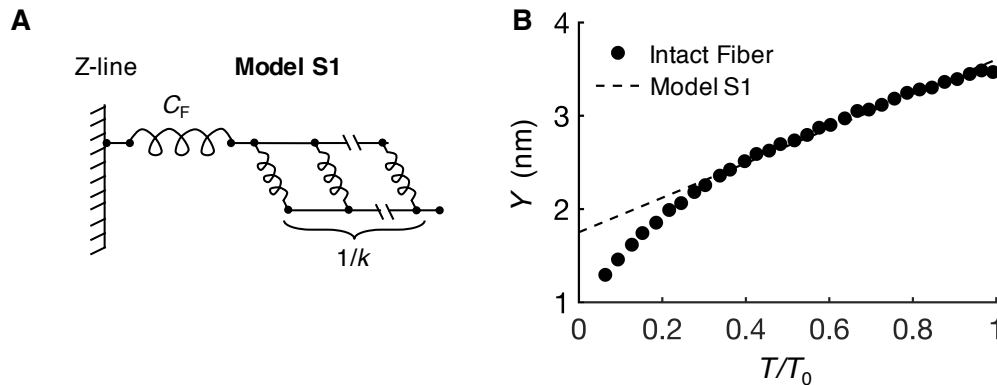 A
Z-line
Model S1
C_F
1/k
B
Intact Fiber
Model S1
Y (nm)
4
3
2
1
0
0.2
0.4
0.6
0.8
1
T/T_0